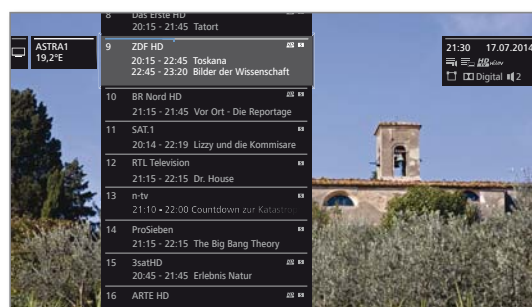 8 Das Erste HD
20:15 - 21:45 Tatort
ASTRA1
19,2°E
9 ZDF HD
20:15 - 22:45 Toskana
22:45 - 23:20 Bilder der Wissenschaft
10 BR Nord HD
21:15 - 21:45 Vor Ort - Die Reportage
11 SAT.1
20:14 - 22:19 Lizzy und die Kommisare
12 RTL Television
21:15 - 22:15 Dr. House
13 n-tv
21:10 - 22:00 Countdown zur Katastrop
14 ProSieben
21:15 - 22:15 The Big Bang Theory
15 3satHD
20:45 - 21:45 Erlebnis Natur
16 ARTE HD
21:30 17.07.2014
HD
Digital 2